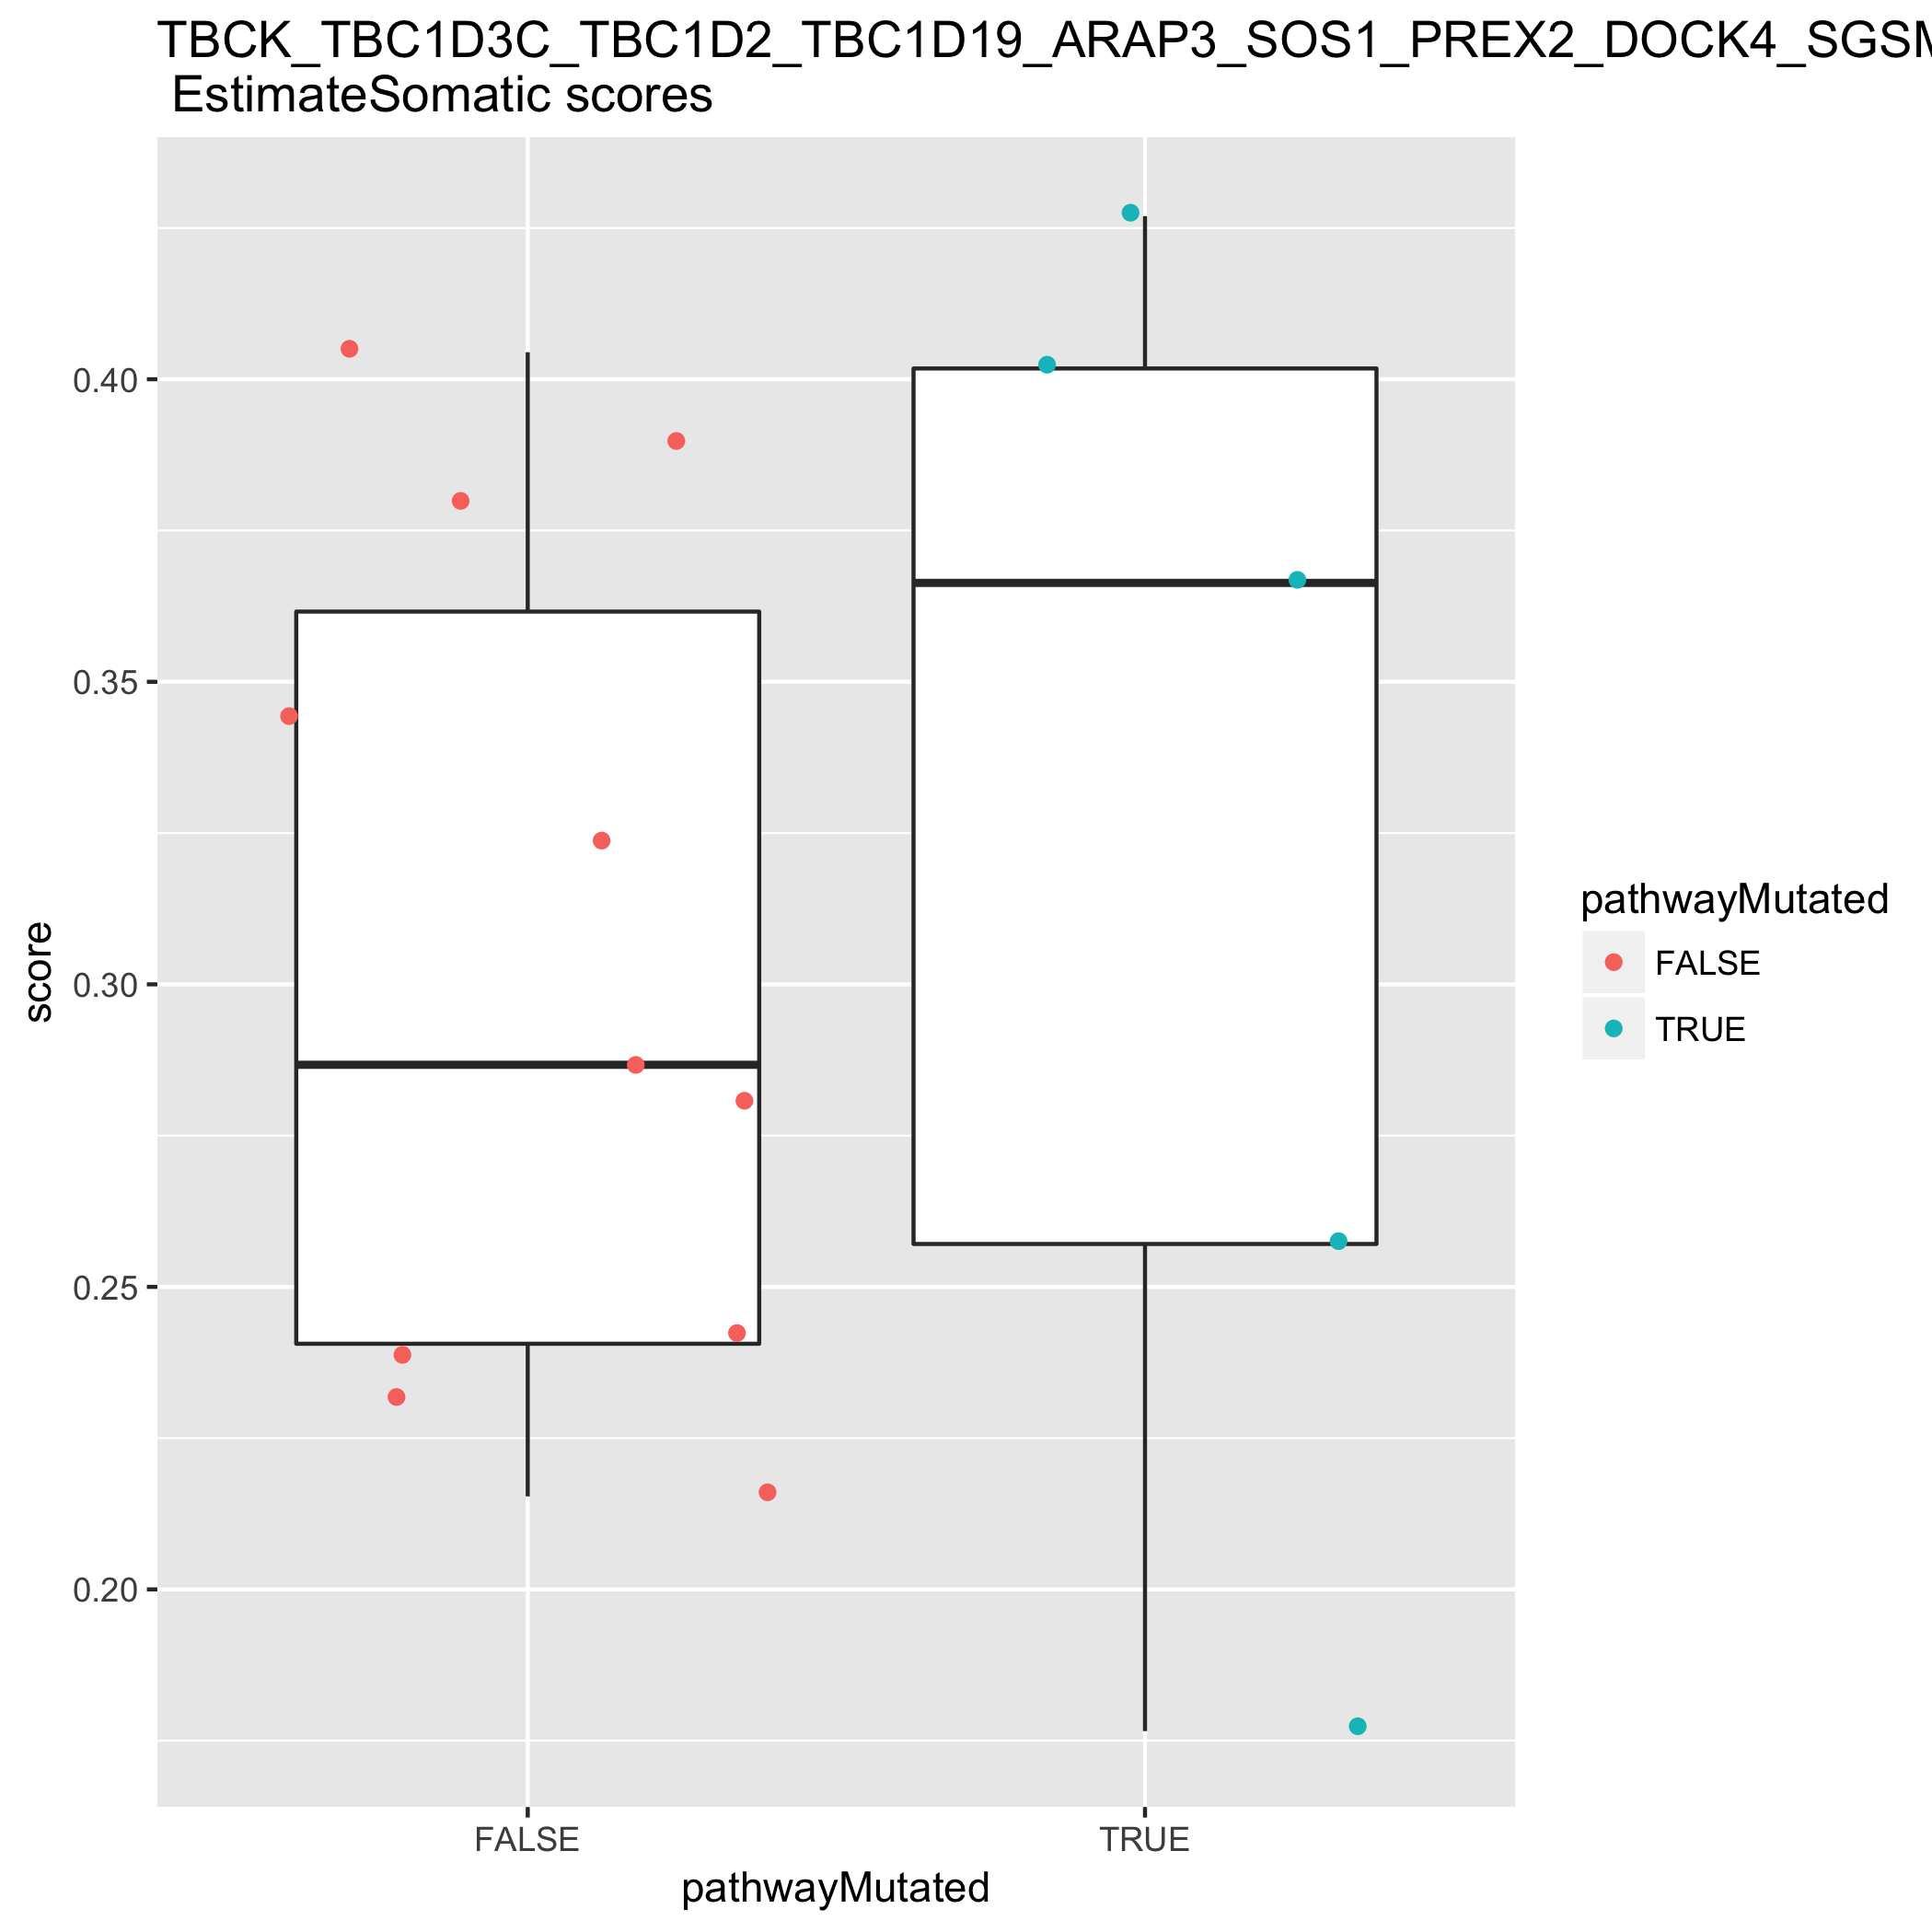 TBCK_TBC1D3C_TBC1D2_TBC1D19_ARAP3_SOS1_PREX2_DOCK4_SGSM
EstimateSomatic scores
0.40
0.35
0.30
0.25
0.20
score
FALSE
TRUE
pathwayMutated
pathwayMutated
FALSE
TRUE